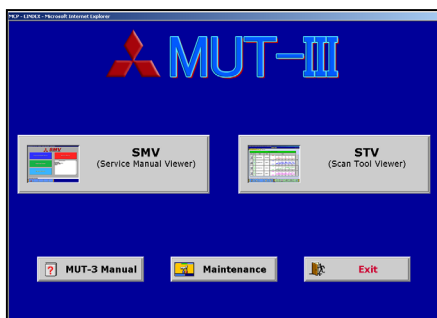 MCP - LINDEX - Microsoft Internet Explorer
MUT-III
SMV
(Service Manual Viewer)
STV
(Scan Tool Viewer)
MUT-3 Manual
Maintenance
Exit